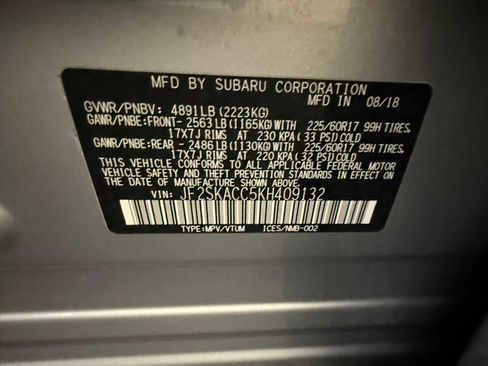 MFD BY SUBARU CORPORATION
GVWR/PNBV: 4891LB (2223KG) MFD IN 08/18
GAWR/PNBE:FRONT- 2563LB (1165KG) 225/60R17 99H TIRES,
17X7J RIMS AT 230 KPA (33 PSI)COLD
GAWR/PNBE:REAR - 2486LB (1130KG) 225/60R17 99H TIRES,
17X7J RIMS AT 220 KPA (32 PSI)COLD
THIS VEHICLE CONFORMS TO ALL APPLICABLE FEDERAL MOTOR
VEHICLE SAFETY AND THEFT PREVENTION STANDARDS IN EFFECT ON
THE DATE OF MANUFACTURE SHOWN ABOVE.
VIN: JF2SKACC5KH409132
TYPE:MPV/VTUM ICES/NMB-002